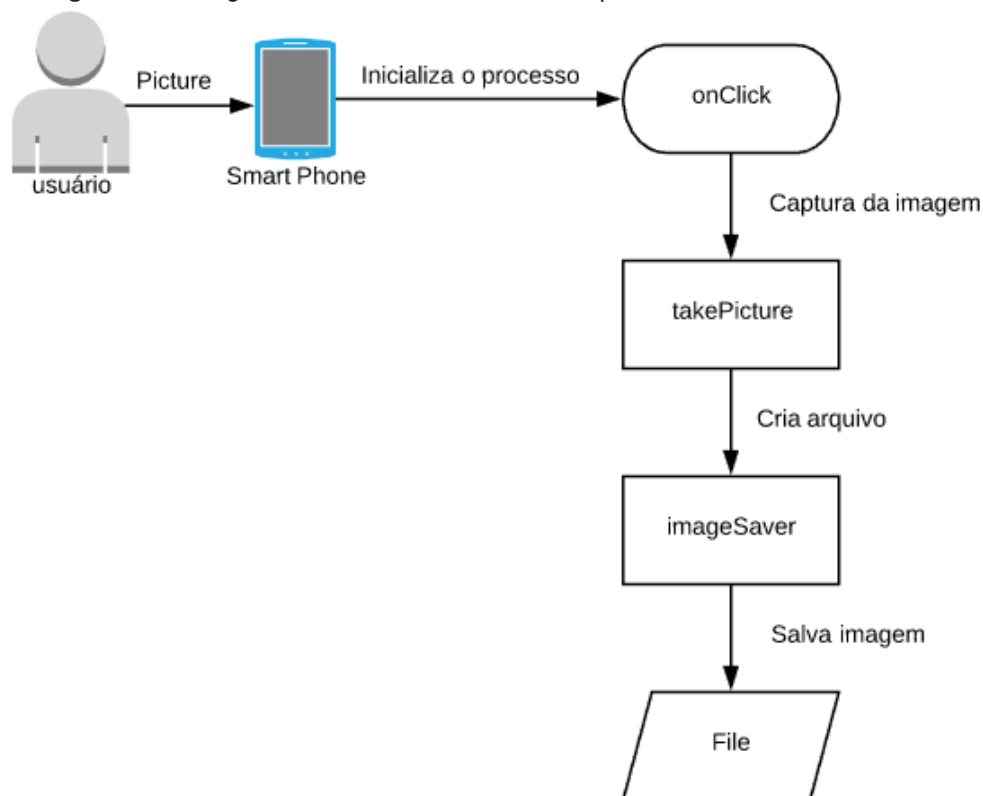 Picture
Inicializa o processo
onClick
usuário
Smart Phone
Captura da imagem
takePicture
Cria arquivo
imageSaver
Salva imagem
File